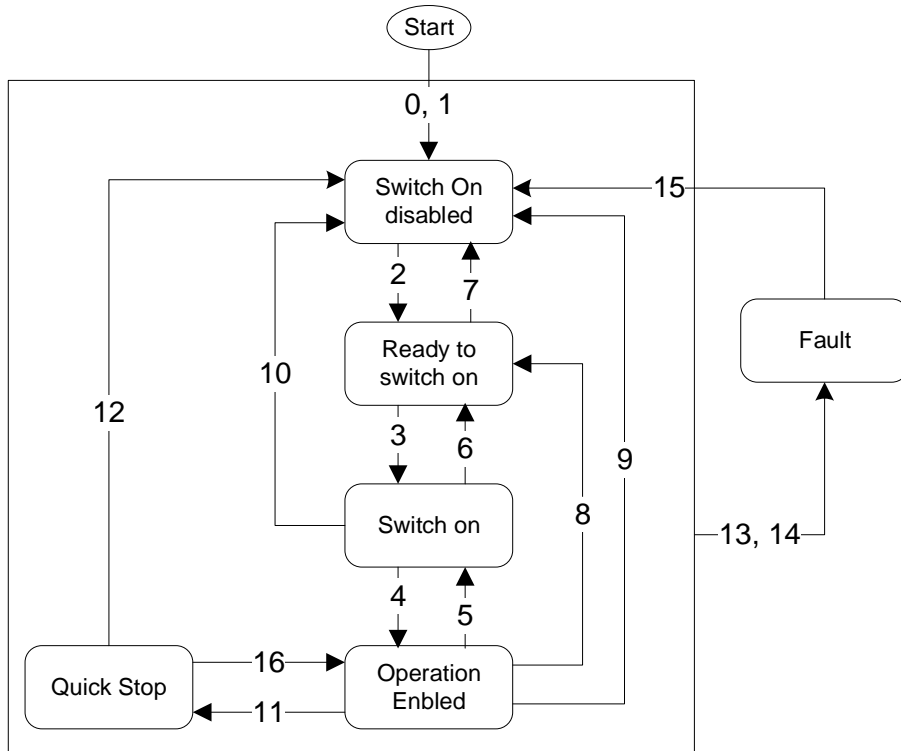 Start
0, 1
Switch On
disabled
15
2
7
Fault
Ready to
switch on
10
12
3
6
9
8
Switch on
13, 14
4
5
16
Operation
Enbled
Quick Stop
11